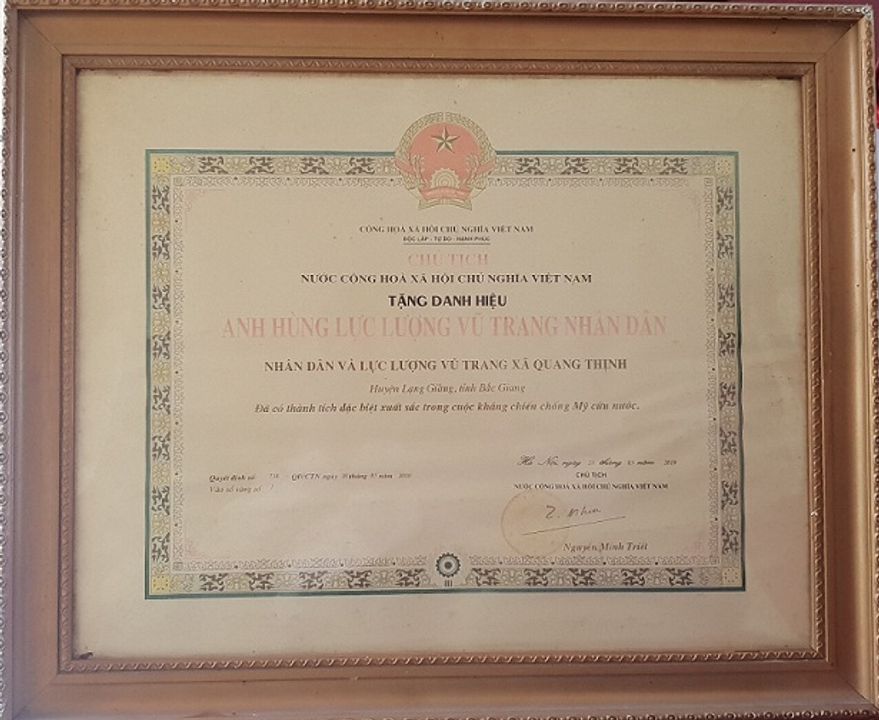 CỘNG HOÀ XÃ HỘI CHỦ NGHĨA VIỆT NAM
ĐỘC LẬP - TỰ DO - HẠNH PHÚC
CHỦ TỊCH
NƯỚC CỘNG HOÀ XÃ HỘI CHỦ NGHĨA VIỆT NAM
TẶNG DANH HIỆU
ANH HÙNG LỰC LƯỢNG VŨ TRANG NHÂN DÂN
NHÂN DÂN VÀ LỰC LƯỢNG VŨ TRANG XÃ QUANG THỊNH
Huyện Lạng Giang, tỉnh Bắc Giang
Đã có thành tích đặc biệt xuất sắc trong cuộc kháng chiến chống Mỹ cứu nước.
Hà Nội, ngày tháng năm
CHỦ TỊCH
NƯỚC CỘNG HOÀ XÃ HỘI CHỦ NGHĨA VIỆT NAM
Quyết định số QĐ/CTN ngày tháng năm
Vào sổ vàng số
Nguyễn Minh Triết